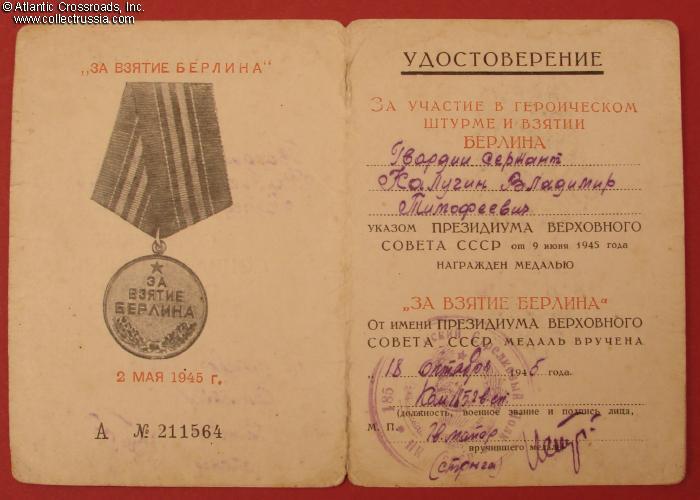 © Atlantic Crossroads, Inc.
© www.collectrussia.com
„ЗА ВЗЯТИЕ БЕРЛИНА"
ЗА
ВЗЯТИЕ
БЕРЛИНА
2 МАЯ 1945 г.
А № 211564
УДОСТОВЕРЕНИЕ
ЗА УЧАСТИЕ В ГЕРОИЧЕСКОМ
ШТУРМЕ И ВЗЯТИИ
БЕРЛИНА
Гвардии сержант
Калугин Владимир
Тимофеевич
УКАЗОМ ПРЕЗИДИУМА ВЕРХОВНОГО
СОВЕТА СССР от 9 июня 1945 года
НАГРАЖДЕН МЕДАЛЬЮ
„ЗА ВЗЯТИЕ БЕРЛИНА"
От имени ПРЕЗИДИУМА ВЕРХОВНОГО
СОВЕТА СССР МЕДАЛЬ ВРУЧЕНА
„18 октября 1945 года.
(должность, военное звание и подпись лица,
М. П. Гв. майор
вручившего медаль)